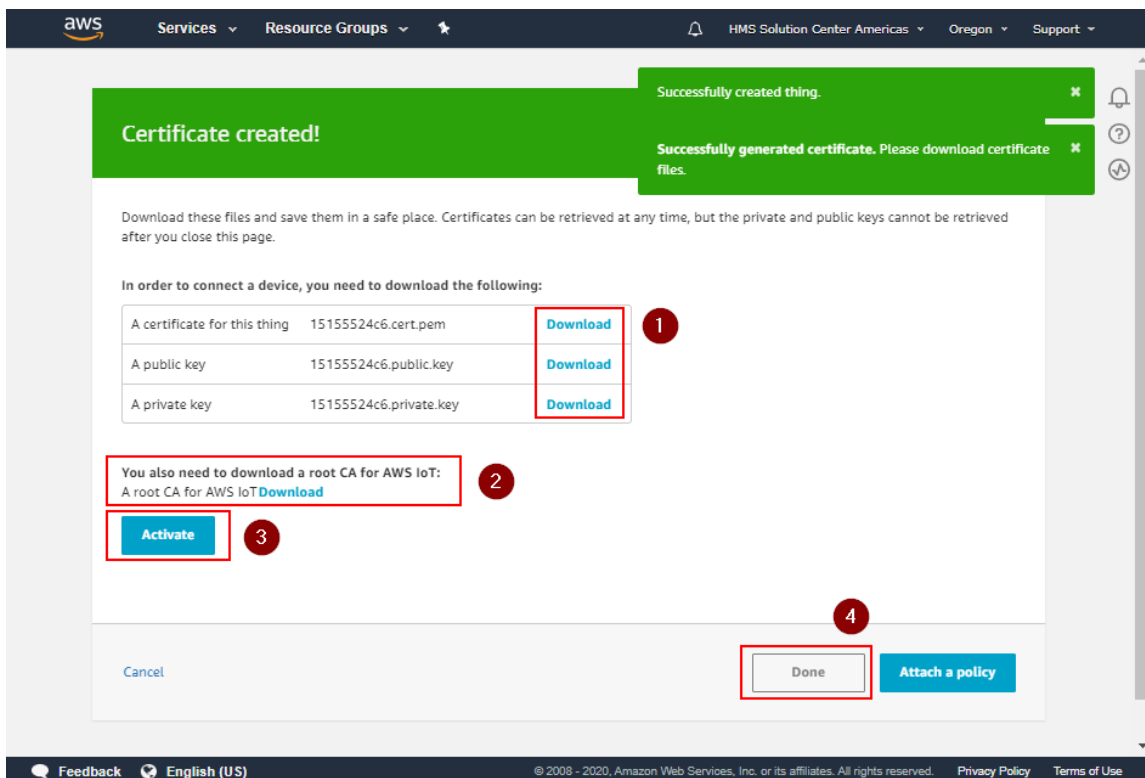 aws Services Resource Groups HMS Solution Center Americas Oregon Support
Successfully created thing.
Certificate created!
Successfully generated certificate. Please download certificate
files.
Download these files and save them in a safe place. Certificates can be retrieved at any time, but the private and public keys cannot be retrieved
after you close this page.
In order to connect a device, you need to download the following:
A certificate for this thing 15155524c6.cert.pem Download 1
A public key 15155524c6.public.key Download
A private key 15155524c6.private.key Download
You also need to download a root CA for AWS IoT:
2
A root CA for AWS IoTDownload
Activate 3
4
Cancel Done Attach a policy
Feedback English (US) © 2008 - 2020, Amazon Web Services, Inc. or its affiliates. All rights reserved. Privacy Policy Terms of Use